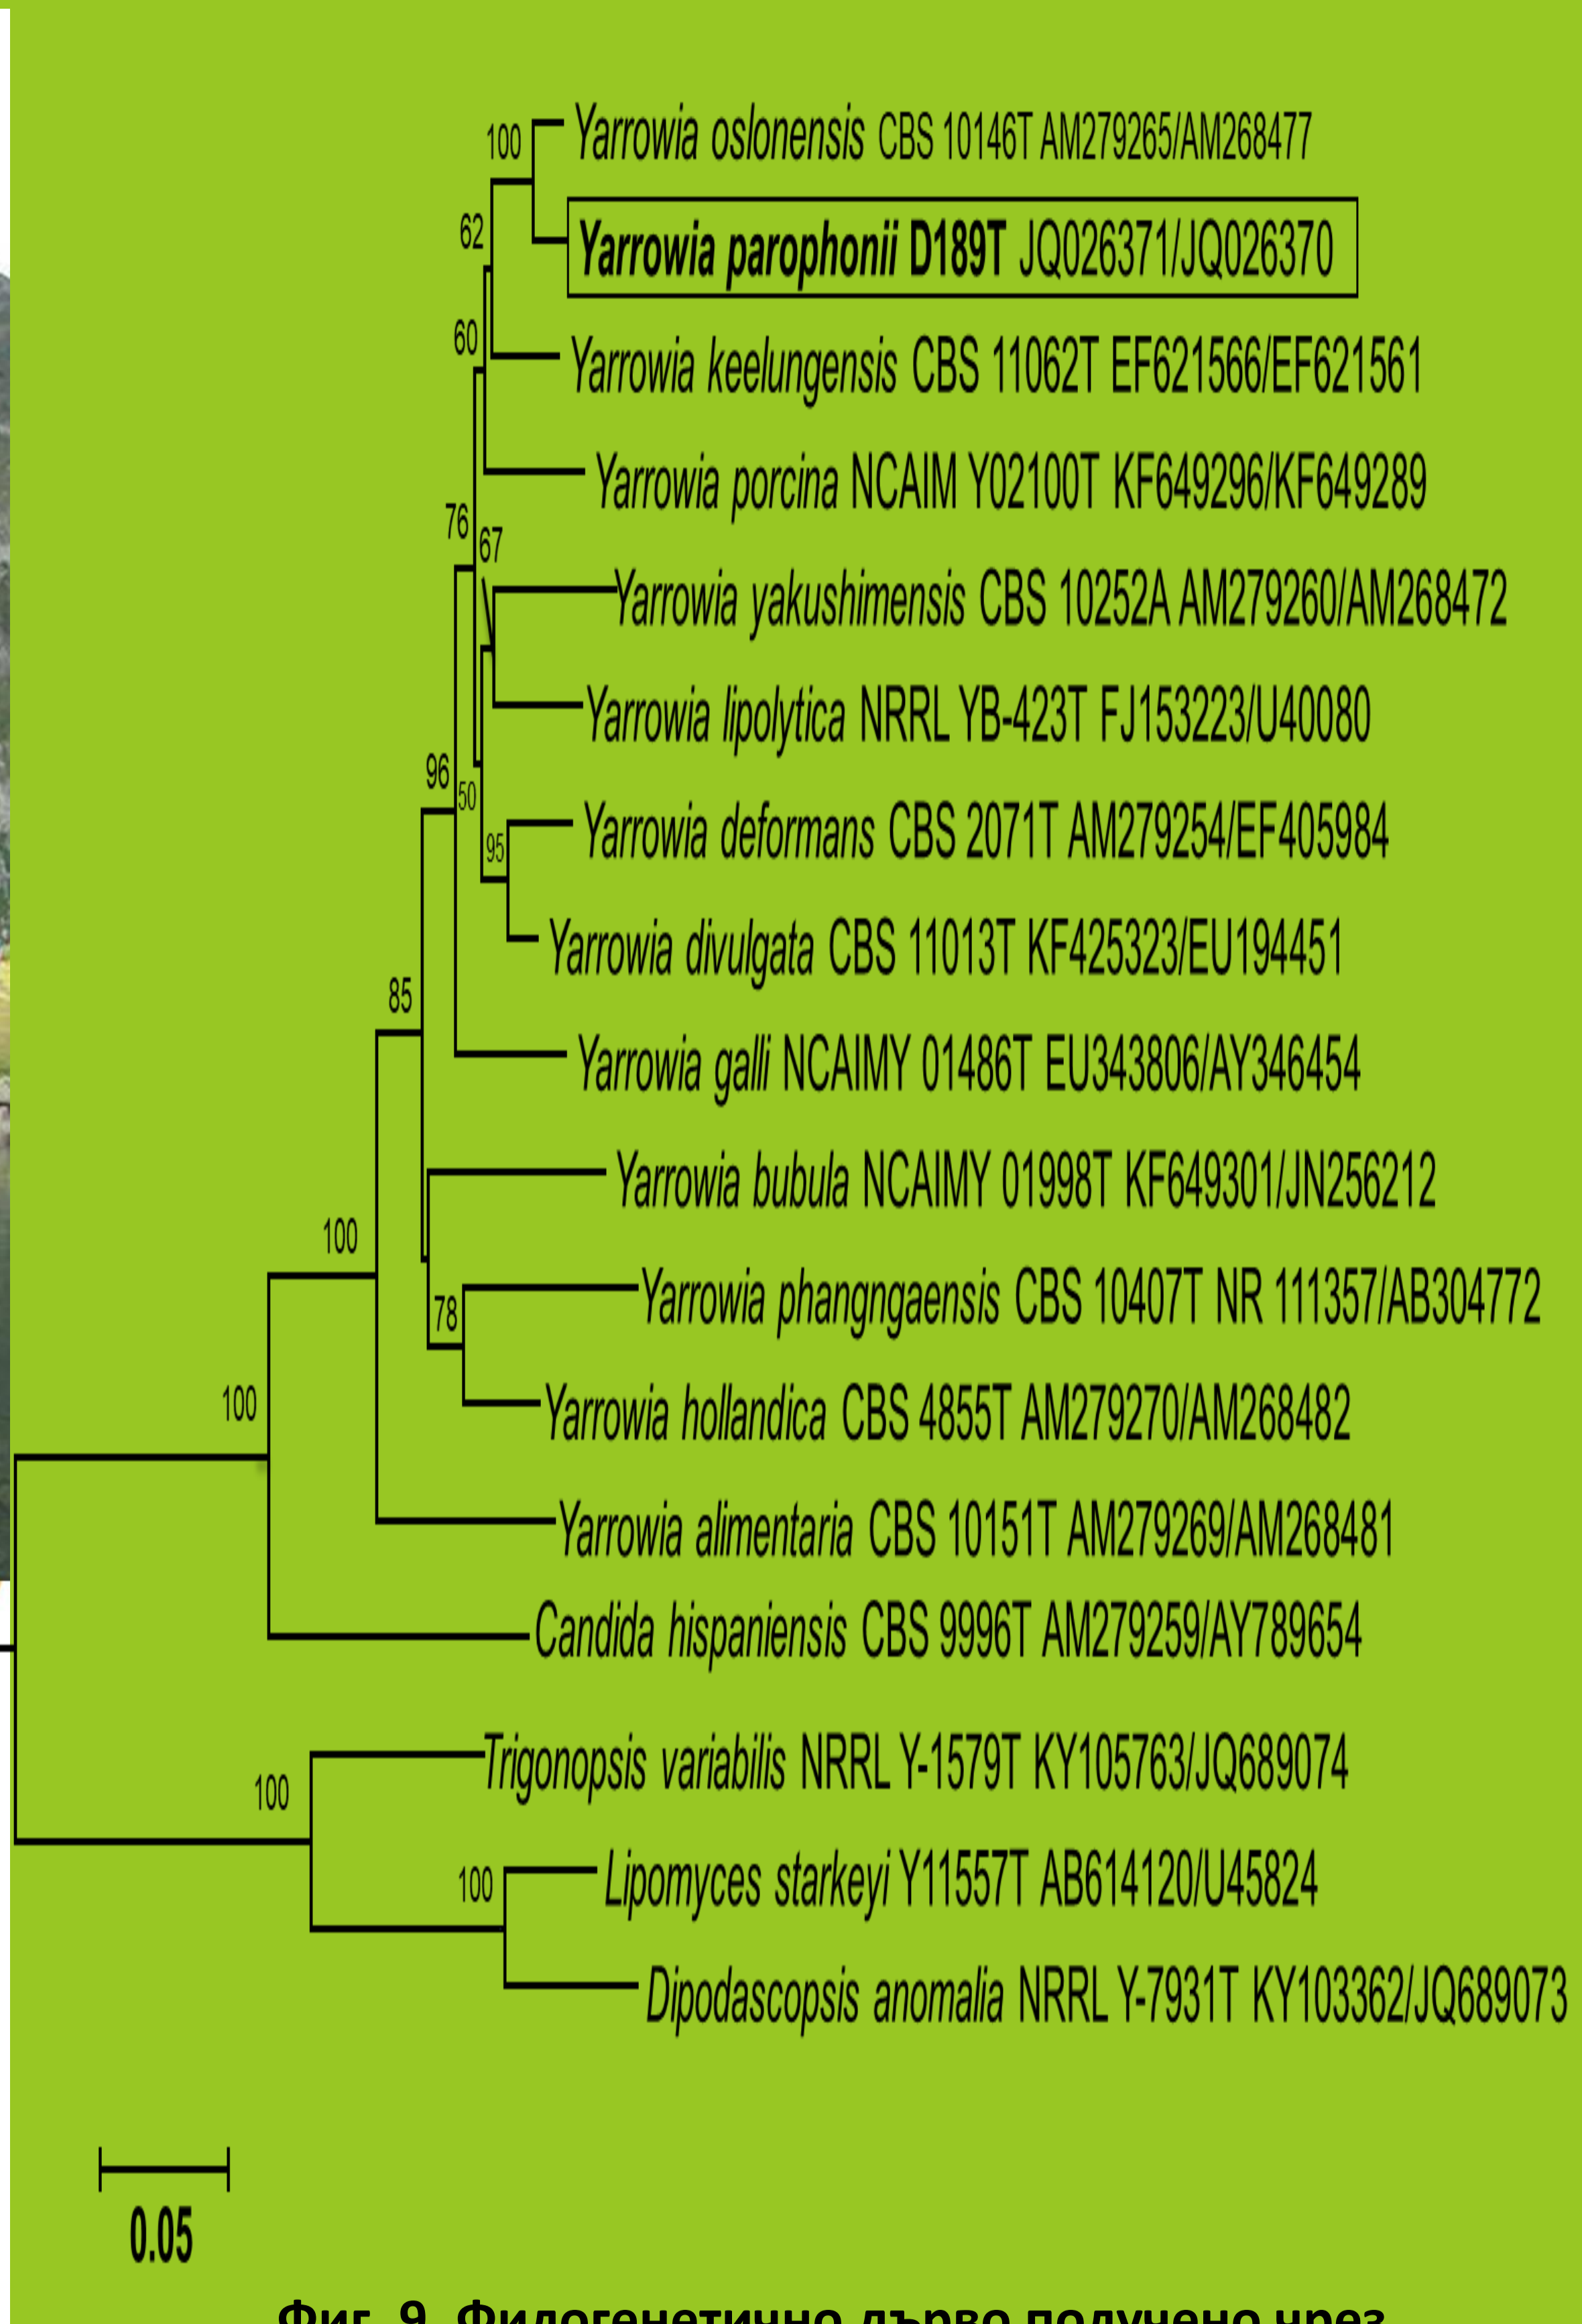 100
Yarrowia oslonensis CBS 10146T AM279265/AM268477
62
Yarrowia parophonii D189T JQ026371/JQ026370
60
Yarrowia keelungensis CBS 11062T EF621566/EF621561
Yarrowia porcina NCAIM Y02100T KF649296/KF649289
76
67
Yarrowia yakushimensis CBS 10252A AM279260/AM268472
Yarrowia lipolytica NRRL YB-423T FJ153223/U40080
96
50
Yarrowia deformans CBS 2071T AM279254/EF405984
95
Yarrowia divulgata CBS 11013T KF425323/EU194451
85
Yarrowia galli NCAIMY 01486T EU343806/AY346454
Yarrowia bubula NCAIMY 01998T KF649301/JN256212
100
Yarrowia phangngaensis CBS 10407T NR 111357/AB304772
78
Yarrowia hollandica CBS 4855T AM279270/AM268482
100
Yarrowia alimentaria CBS 10151T AM279269/AM268481
Candida hispaniensis CBS 9996T AM279259/AY789654
Trigonopsis variabilis NRRL Y-1579T KY105763/JQ689074
100
Lipomyces starkeyi Y11557T AB614120/U45824
100
Dipodascopsis anomalia NRRL Y-7931T KY103362/JQ689073
0.05
Фиг. 9. Филогенетично дърво получено чрез